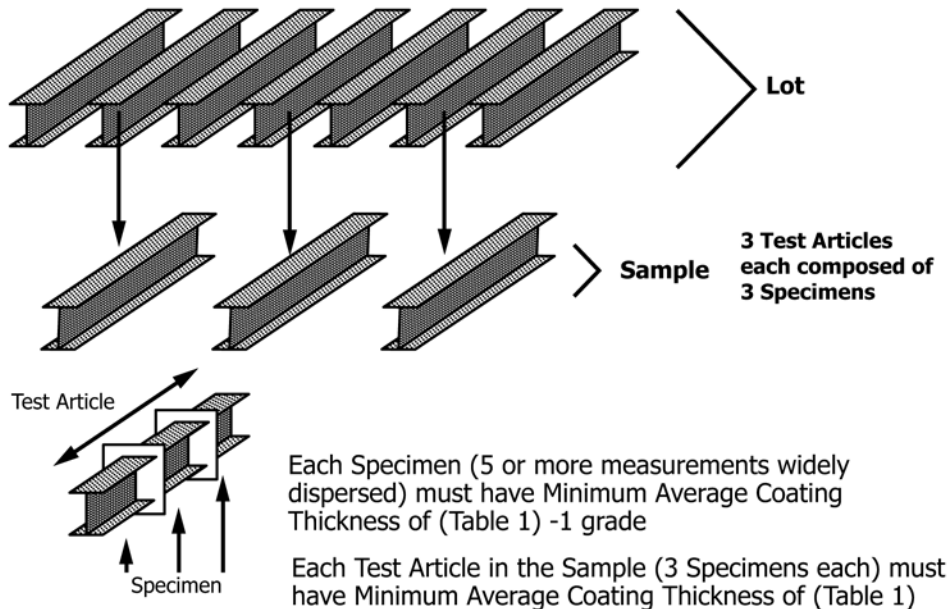 Lot
Sample
3 Test Articles
each composed of
3 Specimens
Test Article
Specimen
Each Specimen (5 or more measurements widely
dispersed) must have Minimum Average Coating
Thickness of (Table 1) -1 grade
Each Test Article in the Sample (3 Specimens each) must
have Minimum Average Coating Thickness of (Table 1)